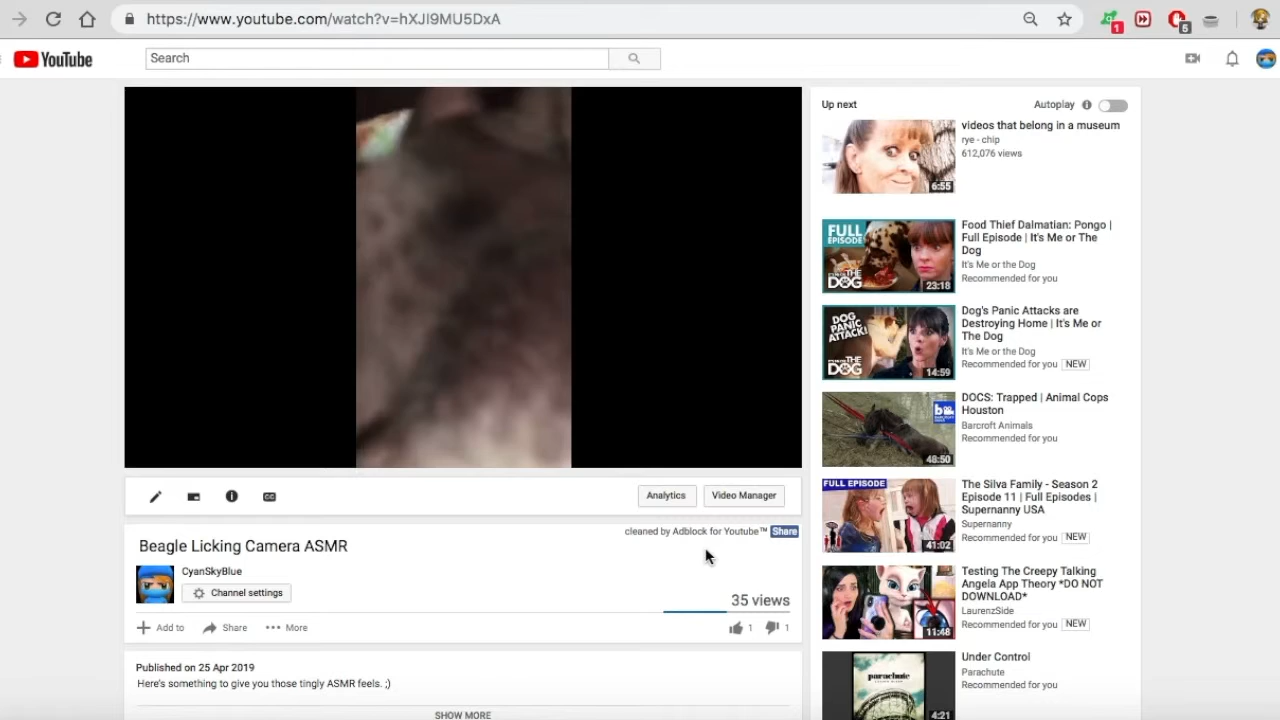 https://www.youtube.com/watch?v=hXJI9MU5DxA
1
5
YouTube
Search
Up next
Autoplay
videos that belong in a museum
rye - chip
612,076 views
6:55
FULL
EPISODE
THE
DOG
23:18
Food Thief Dalmatian: Pongo |
Full Episode | It's Me or The
Dog
It's Me or the Dog
Recommended for you
DOG
PANIC
ATTACK!
THE
DOG
14:59
Dog's Panic Attacks are
Destroying Home | It's Me or
The Dog
It's Me or the Dog
Recommended for you NEW
48:50
DOCS: Trapped | Animal Cops
Houston
Barcroft Animals
Recommended for you
FULL EPISODE
41:02
The Silva Family - Season 2
Episode 11 | Full Episodes |
Supernanny USA
Supernanny
Recommended for you NEW
11:48
Testing The Creepy Talking
Angela App Theory *DO NOT
DOWNLOAD*
LaurenzSide
Recommended for you NEW
parachute
4:21
Under Control
Parachute
Recommended for you
CC
Analytics
Video Manager
cleaned by Adblock for Youtube™ Share
Beagle Licking Camera ASMR
CyanSkyBlue
Channel settings
35 views
Add to
Share
More
1
1
Published on 25 Apr 2019
Here's something to give you those tingly ASMR feels. ;)
SHOW MORE